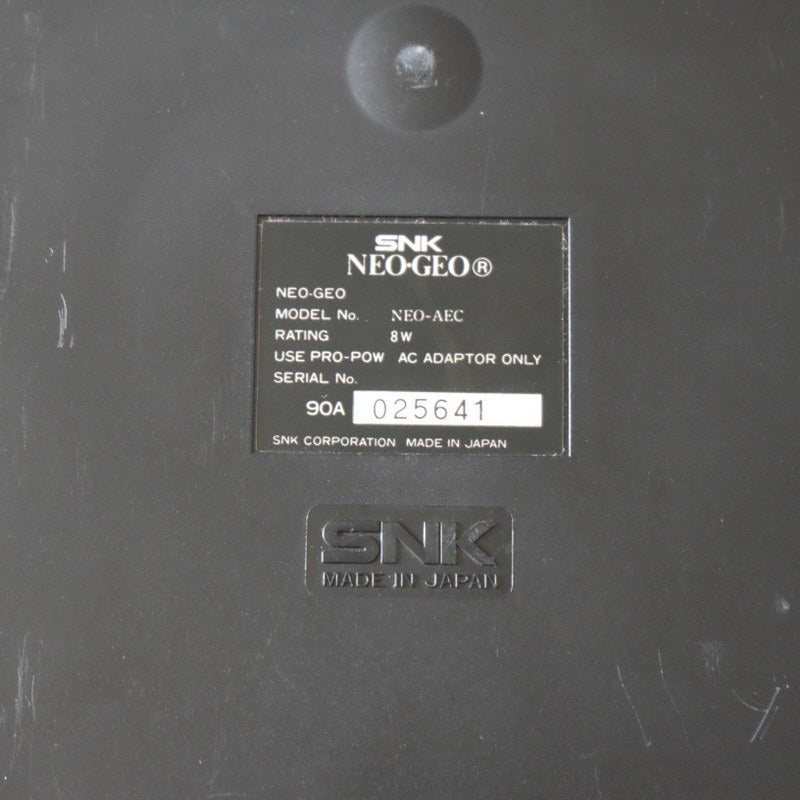 SNK
NEO·GEO®
NEO-GEO
MODEL No. NEO-AEC
RATING 8W
USE PRO-POW AC ADAPTOR ONLY
SERIAL No.
90A 025641
SNK CORPORATION MADE IN JAPAN
SNK
MADE IN JAPAN